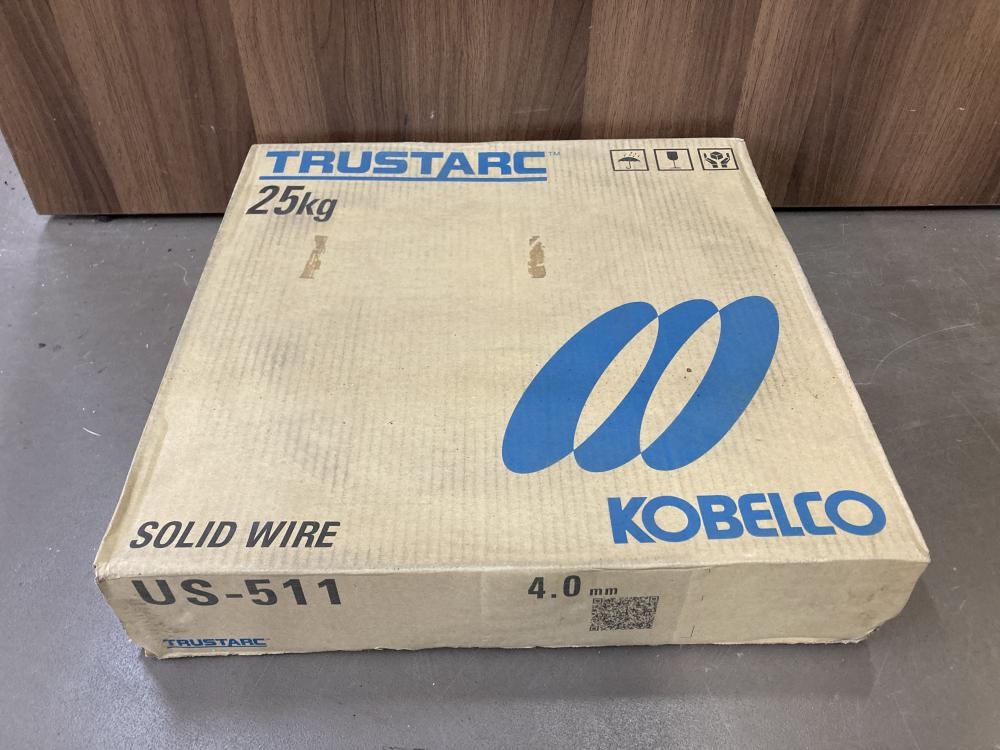 TRUSTARC™
25kg
KOBELCO
SOLID WIRE
US-511
4.0 mm
TRUSTARC